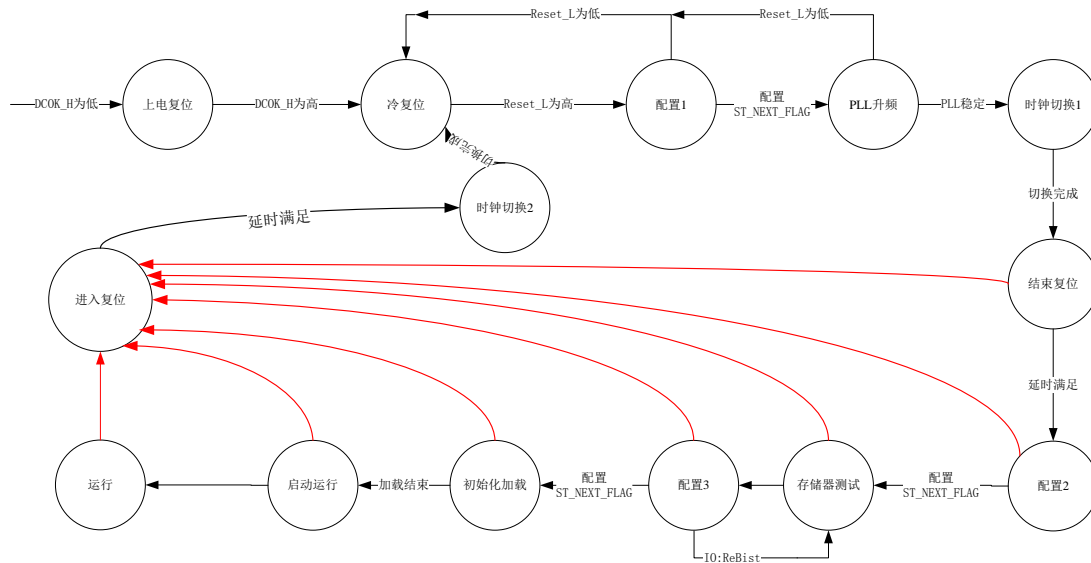 Reset_L为低
Reset_L为低
DCOK_H为低
上电复位
DCOK_H为高
冷复位
Reset_L为高
配置1
配置
ST_NEXT_FLAG
PLL升频
PLL稳定
时钟切换1
切换完成
切换完成
时钟切换2
延时满足
进入复位
结束复位
延时满足
运行
启动运行
加载结束
初始化加载
配置
ST_NEXT_FLAG
配置3
存储器测试
配置
ST_NEXT_FLAG
配置2
IO:ReBist